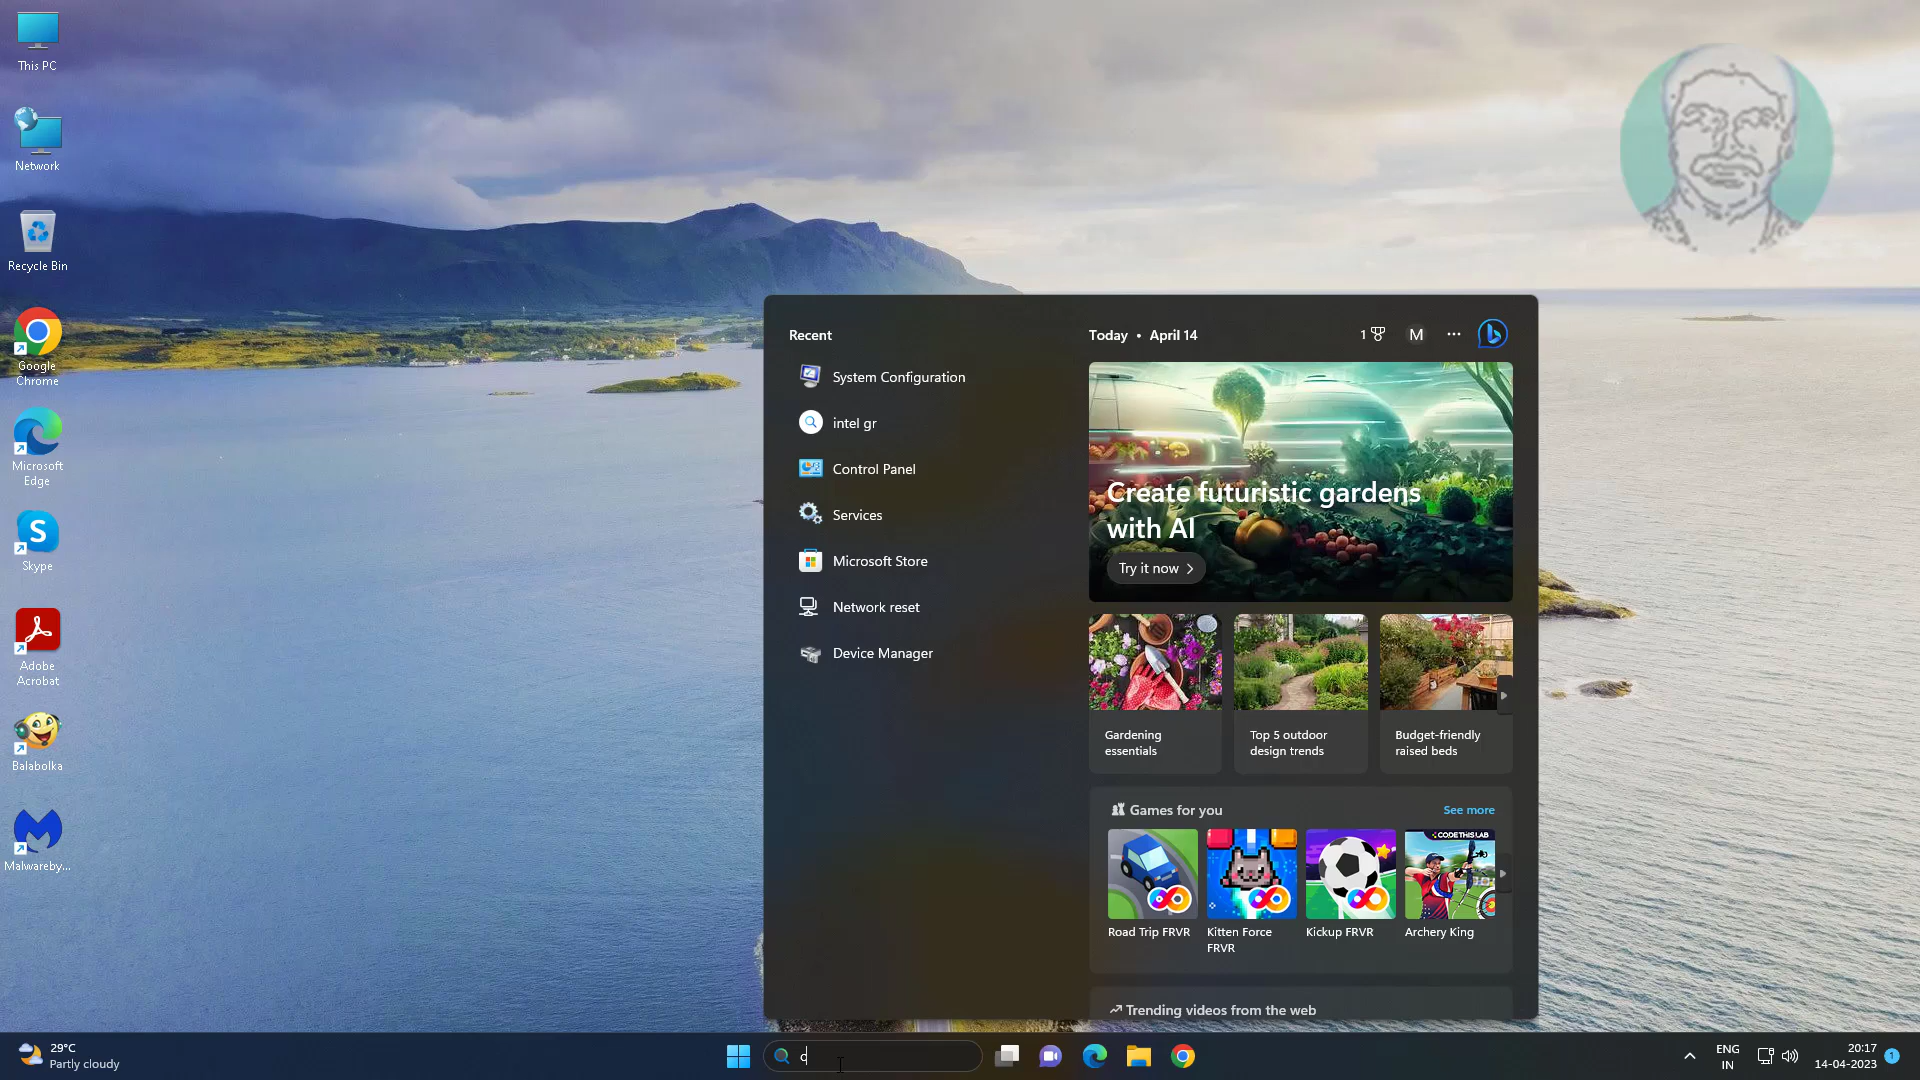 This PC
Network
Recycle Bin
Google
Chrome
Microsoft
Edge
Skype
Adobe
Acrobat
Balabolka
Malwareby...
Recent
System Configuration
intel gr
Control Panel
Services
Microsoft Store
Network reset
Device Manager
Today • April 14
1
M
Create futuristic gardens
with AI
Try it now
Gardening
essentials
Top 5 outdoor
design trends
Budget-friendly
raised beds
Games for you
See more
CODETHISLAB
Road Trip FRVR
Kitten Force
FRVR
Kickup FRVR
Archery King
Trending videos from the web
29°C
Partly cloudy
c
ENG
IN
20:17
14-04-2023
1